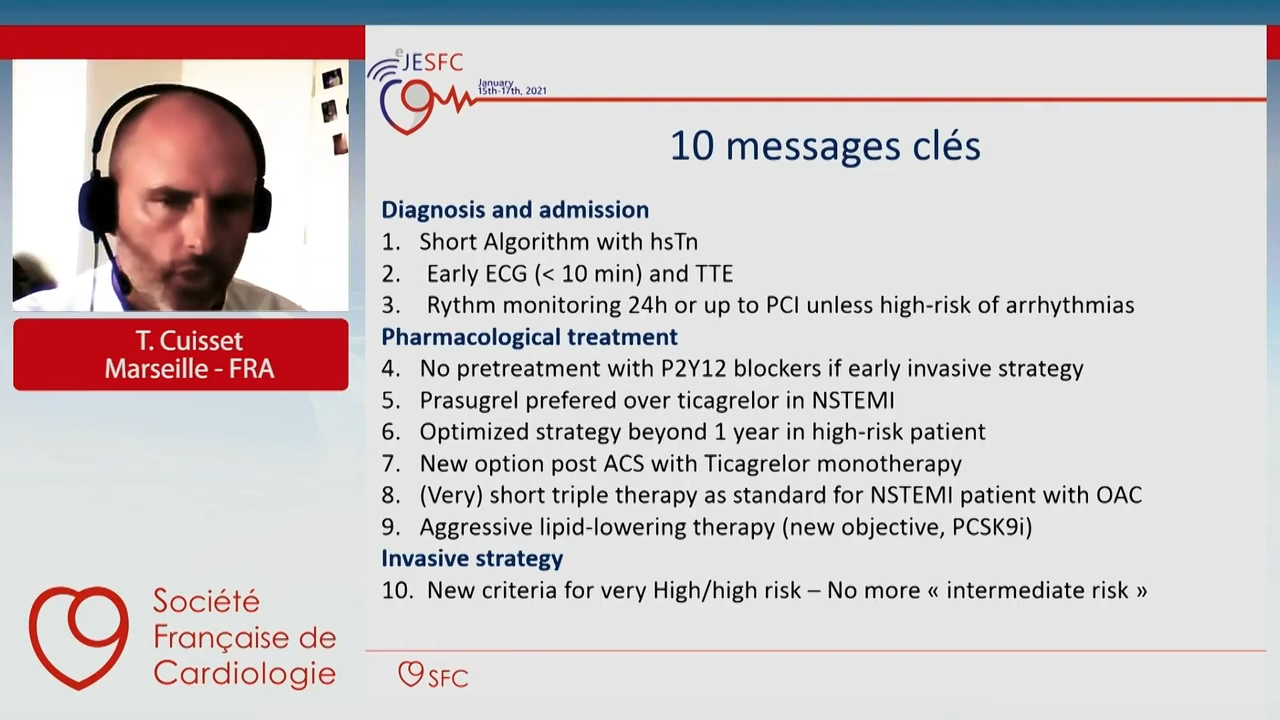 eJESFC
January
15th-17th, 2021
10 messages clés
T. Cuisset
Marseille - FRA
Diagnosis and admission
1. Short Algorithm with hsTn
2. Early ECG (< 10 min) and TTE
3. Rythm monitoring 24h or up to PCI unless high-risk of arrhythmias
Pharmacological treatment
4. No pretreatment with P2Y12 blockers if early invasive strategy
5. Prasugrel prefered over ticagrelor in NSTEMI
6. Optimized strategy beyond 1 year in high-risk patient
7. New option post ACS with Ticagrelor monotherapy
8. (Very) short triple therapy as standard for NSTEMI patient with OAC
9. Aggressive lipid-lowering therapy (new objective, PCSK9i)
Invasive strategy
10. New criteria for very High/high risk – No more « intermediate risk »
Société
Française de
Cardiologie
SFC